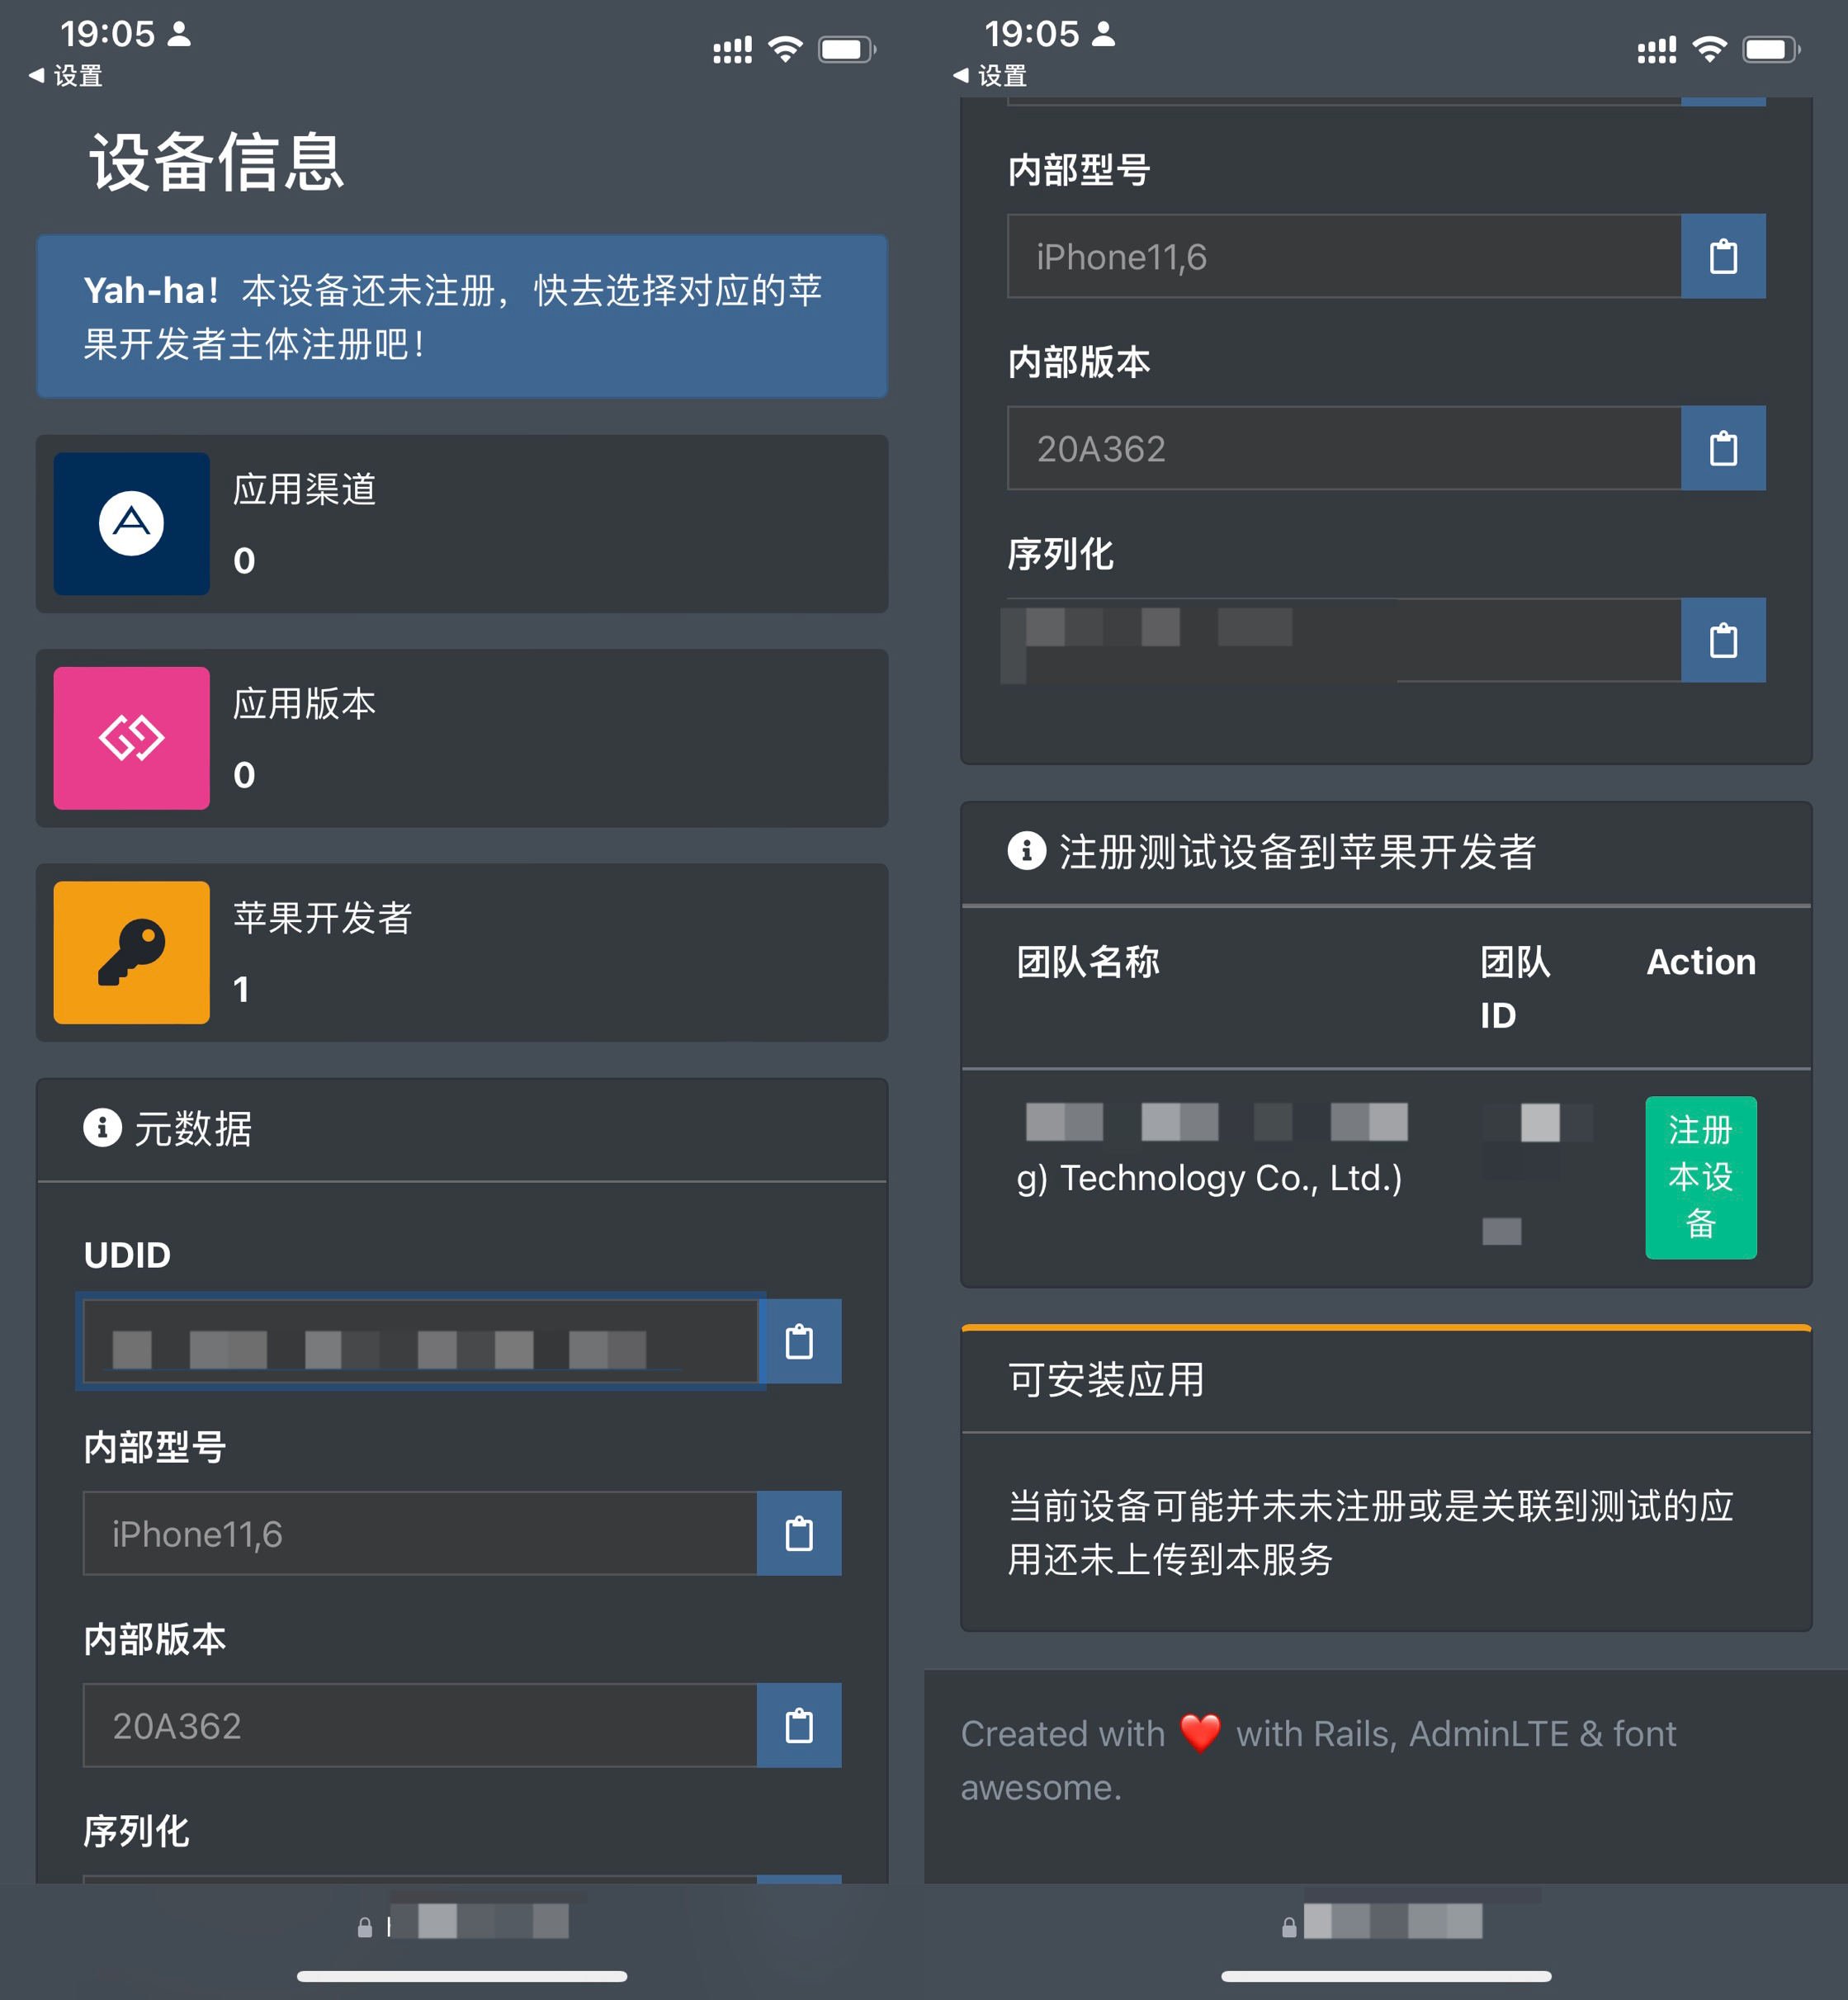 19:05
设置
设备信息
Yah-ha！本设备还未注册，快去选择对应的苹
果开发者主体注册吧！
应用渠道
0
应用版本
0
苹果开发者
1
元数据
UDID
内部型号
iPhone11,6
内部版本
20A362
序列化
19:05
设置
内部型号
iPhone11,6
内部版本
20A362
序列化
注册测试设备到苹果开发者
团队名称 团队 Action
ID
g) Technology Co., Ltd.)
注册
本设
备
可安装应用
当前设备可能并未未注册或是关联到测试的应
用还未上传到本服务
Created with ❤️ with Rails, AdminLTE & font
awesome.